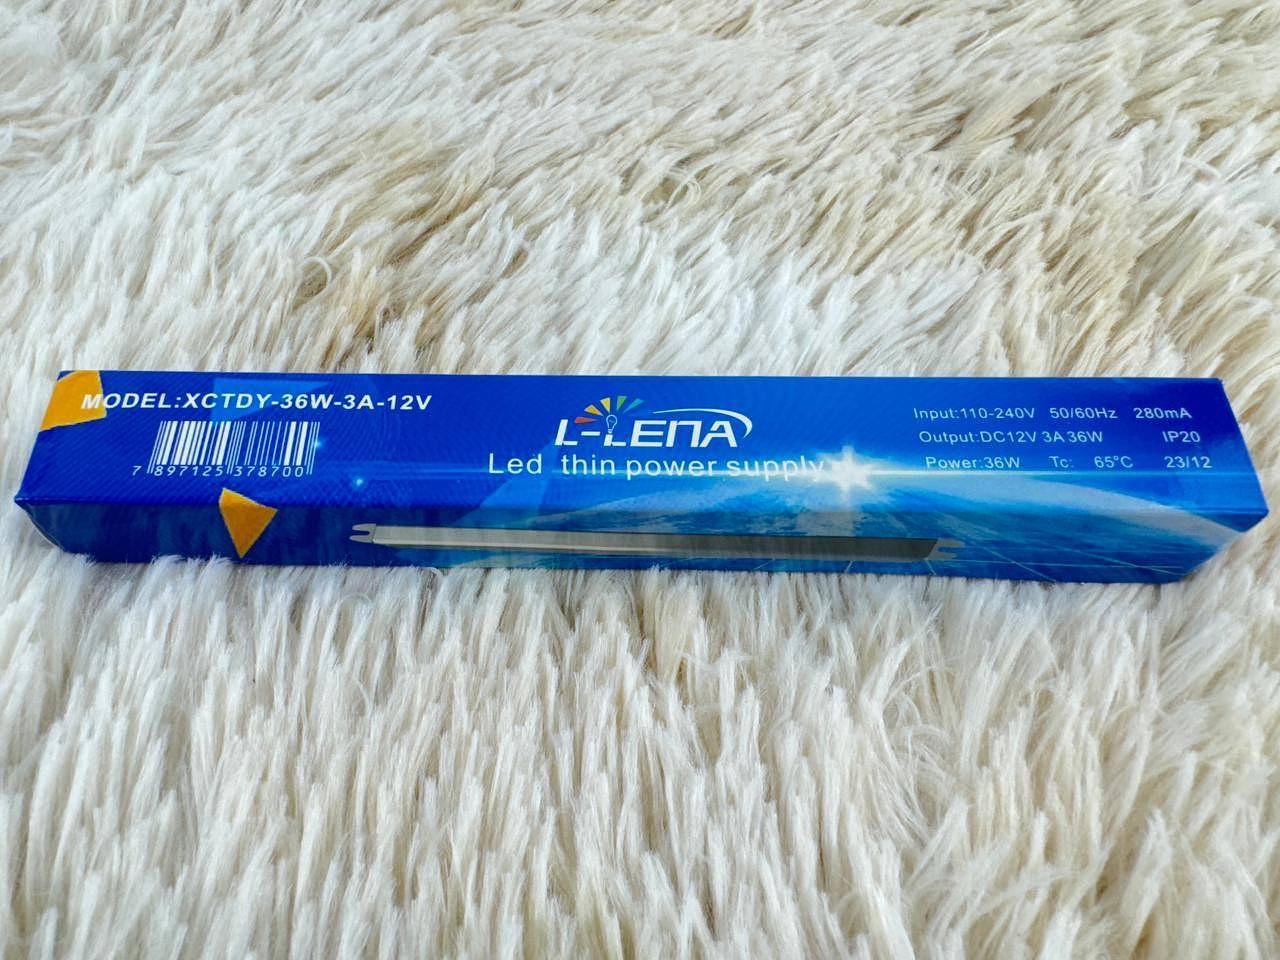 MODEL:XCTDY-36W-3A-12V
7 897125 378700
L-LENA
Led thin power supply
Input:110-240V 50/60Hz 280mA
Output:DC12V 3A 36W IP20
Power:36W Tc: 65°C 23/12